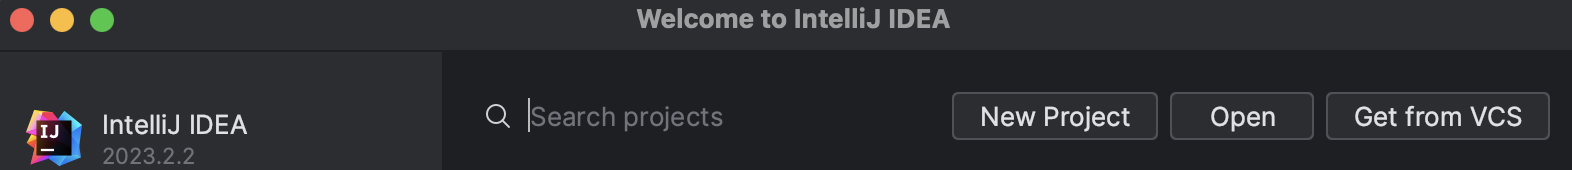 Welcome to IntelliJ IDEA
IJ
IntelliJ IDEA
2023.2.2
Search projects
New Project
Open
Get from VCS